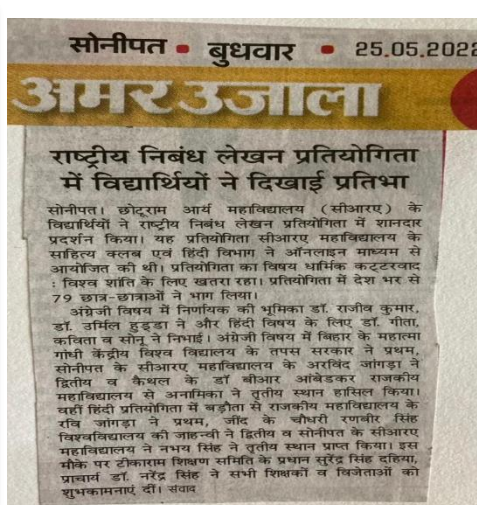 सोनीपत • बुधवार • 25.05.2022
अमर उजाला
राष्ट्रीय निबंध लेखन प्रतियोगिता
में विद्यार्थियों ने दिखाई प्रतिभा
सोनीपत। छोटूराम आर्य महाविद्यालय (सीआरए) के
विद्यार्थियों ने राष्ट्रीय निबंध लेखन प्रतियोगिता में शानदार
प्रदर्शन किया। यह प्रतियोगिता सीआरए महाविद्यालय के
साहित्य क्लब एवं हिंदी विभाग ने ऑनलाइन माध्यम से
आयोजित की थी। प्रतियोगिता का विषय धार्मिक कट्टरवाद
: विश्व शांति के लिए खतरा रहा। प्रतियोगिता में देश भर से
79 छात्र-छात्राओं ने भाग लिया।
अंग्रेजी विषय में निर्णायक की भूमिका डॉ. राजीव कुमार,
डॉ. उर्मिल हुड्डा ने और हिंदी विषय के लिए डॉ. गीता,
कविता व सोनू ने निभाई। अंग्रेजी विषय में बिहार के महात्मा
गांधी केंद्रीय विश्व विद्यालय के तपस सरकार ने प्रथम,
सोनीपत के सीआरए महाविद्यालय के अरविंद जांगड़ा ने
द्वितीय व कैथल के डॉ बीआर आंबेडकर राजकीय
महाविद्यालय से अनामिका ने तृतीय स्थान हासिल किया।
वहीं हिंदी प्रतियोगिता में बड़ौता से राजकीय महाविद्यालय के
रवि जांगड़ा ने प्रथम, जींद के चौधरी रणबीर सिंह
विश्वविद्यालय की जाहन्वी ने द्वितीय व सोनीपत के सीआरए
महाविद्यालय ने नभय सिंह ने तृतीय स्थान प्राप्त किया। इस
मौके पर टीकाराम शिक्षण समिति के प्रधान सुरेंद्र सिंह दहिया,
प्राचार्य डॉ. नरेंद्र सिंह ने सभी शिक्षकों व विजेताओं को
शुभकामनाएं दीं। संवाद